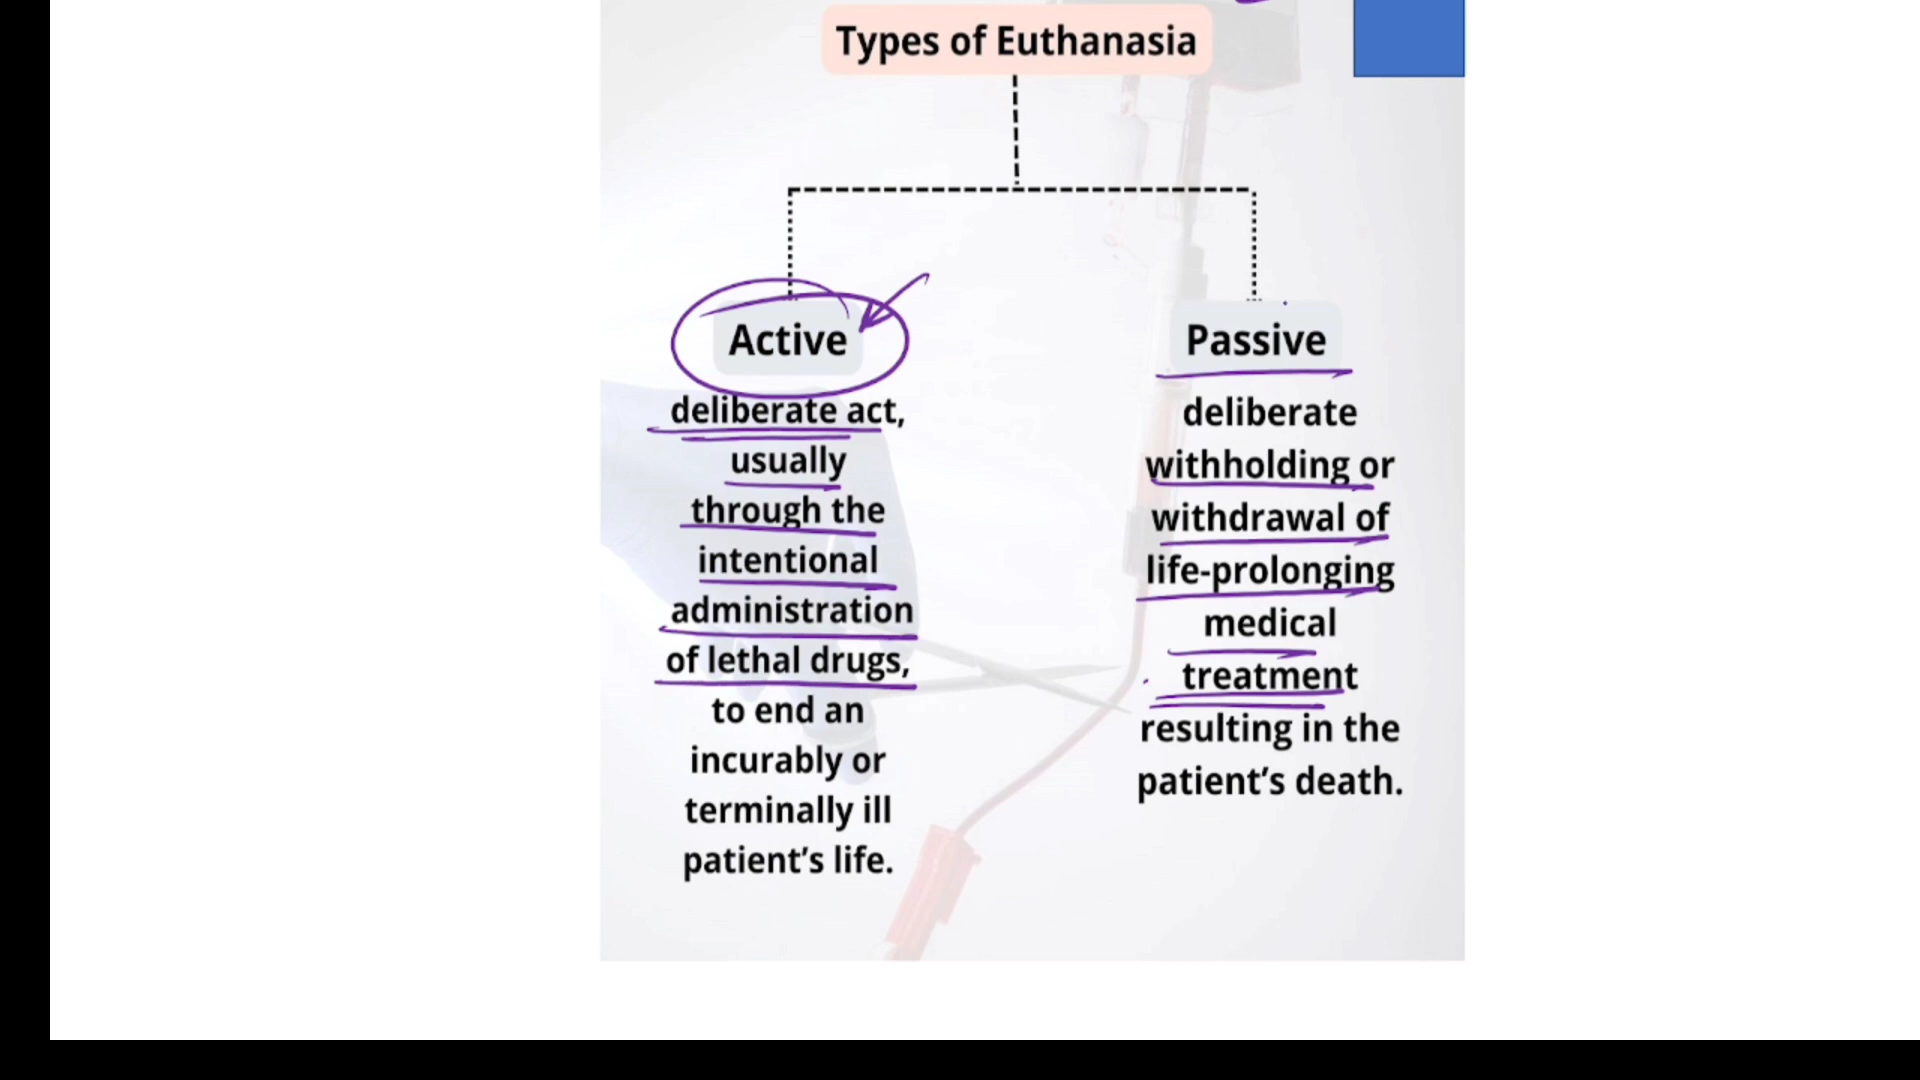 Types of Euthanasia
Active
deliberate act,
usually
through the
intentional
administration
of lethal drugs,
to end an
incurably or
terminally ill
patient’s life.
Passive
deliberate
withholding or
withdrawal of
life-prolonging
medical
treatment
resulting in the
patient’s death.